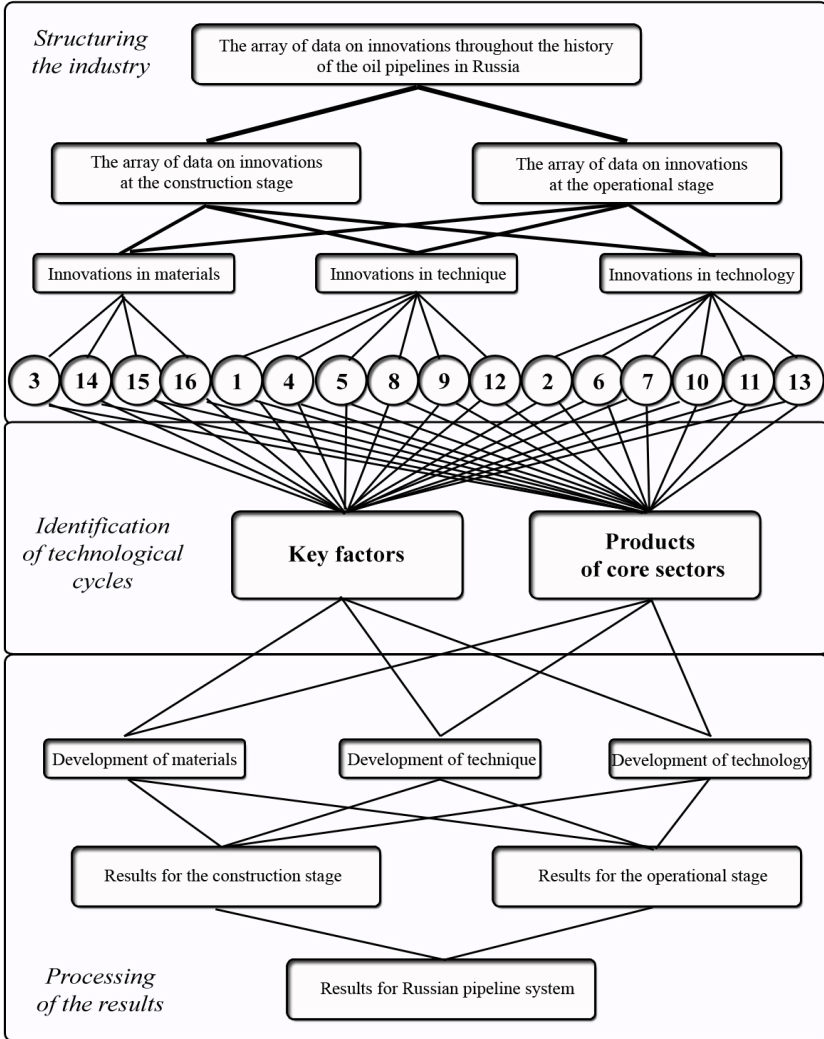 Structuring
the industry
The array of data on innovations throughout the history
of the oil pipelines in Russia
The array of data on innovations
at the construction stage
The array of data on innovations
at the operational stage
Innovations in materials
Innovations in technique
Innovations in technology
3 14 15 16 1 4 5 8 9 12 2 6 7 10 11 13
Identification
of technological
cycles
Key factors
Products
of core sectors
Development of materials
Development of technique
Development of technology
Results for the construction stage
Results for the operational stage
Processing
of the results
Results for Russian pipeline system